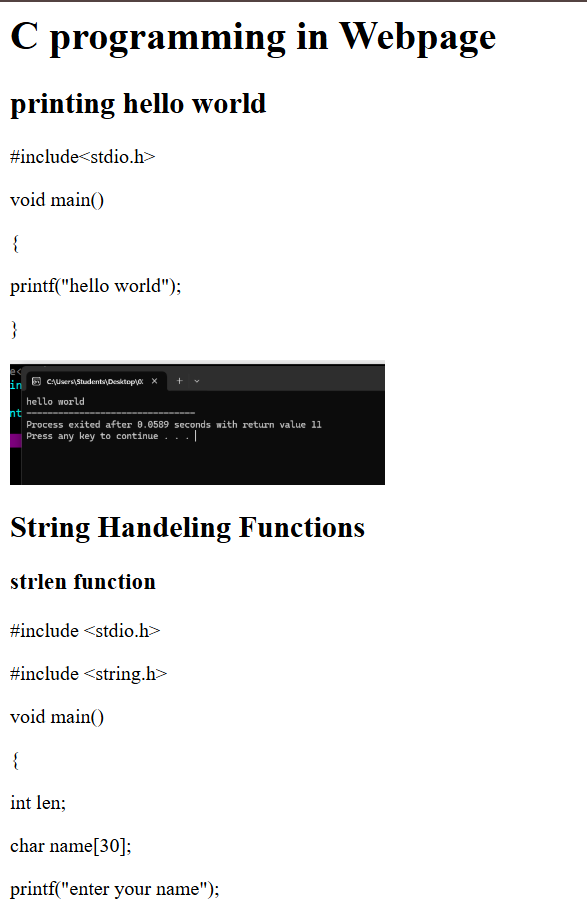 C programming in Webpage
printing hello world
#include<stdio.h>
void main()
{
printf("hello world");
}
C:\Users\Students\Desktop\0: × + ⌄
hello world
--------------------------------
Process exited after 0.0589 seconds with return value 11
Press any key to continue . . .
String Handeling Functions
strlen function
#include <stdio.h>
#include <string.h>
void main()
{
int len;
char name[30];
printf("enter your name");